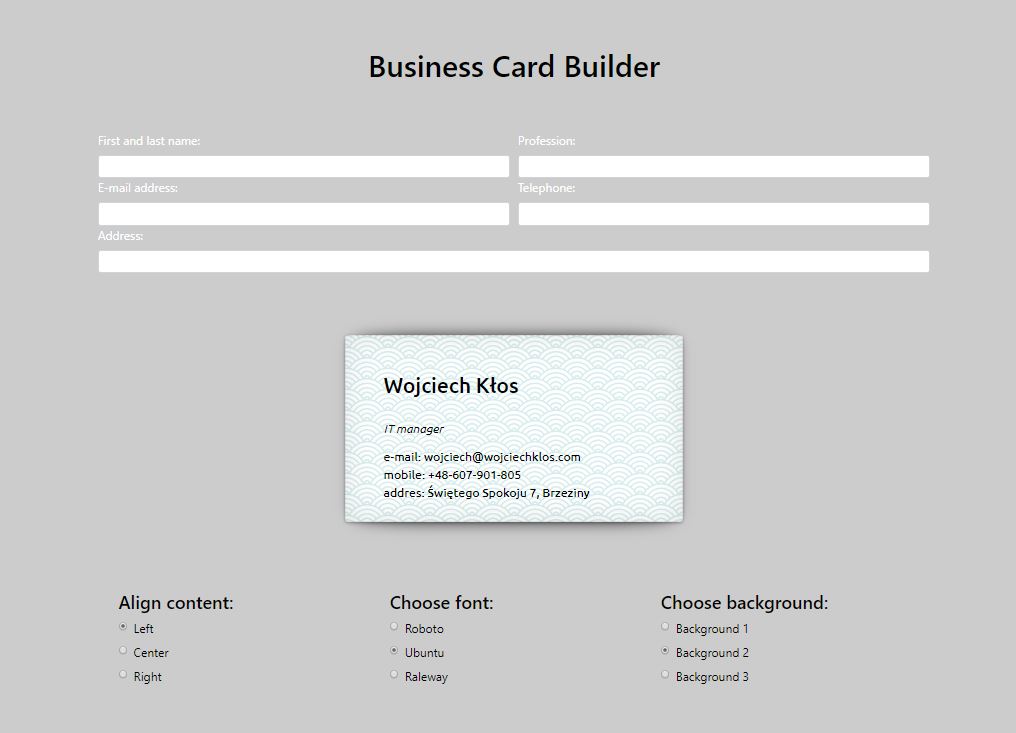 Business Card Builder
First and last name:
Profession:
E-mail address:
Telephone:
Address:
Wojciech Kłos
IT manager
e-mail: wojciech@wojciechklos.com
mobile: +48-607-901-805
addres: Świętego Spokoju 7, Brzeziny
Align content:
Left
Center
Right
Choose font:
Roboto
Ubuntu
Raleway
Choose background:
Background 1
Background 2
Background 3